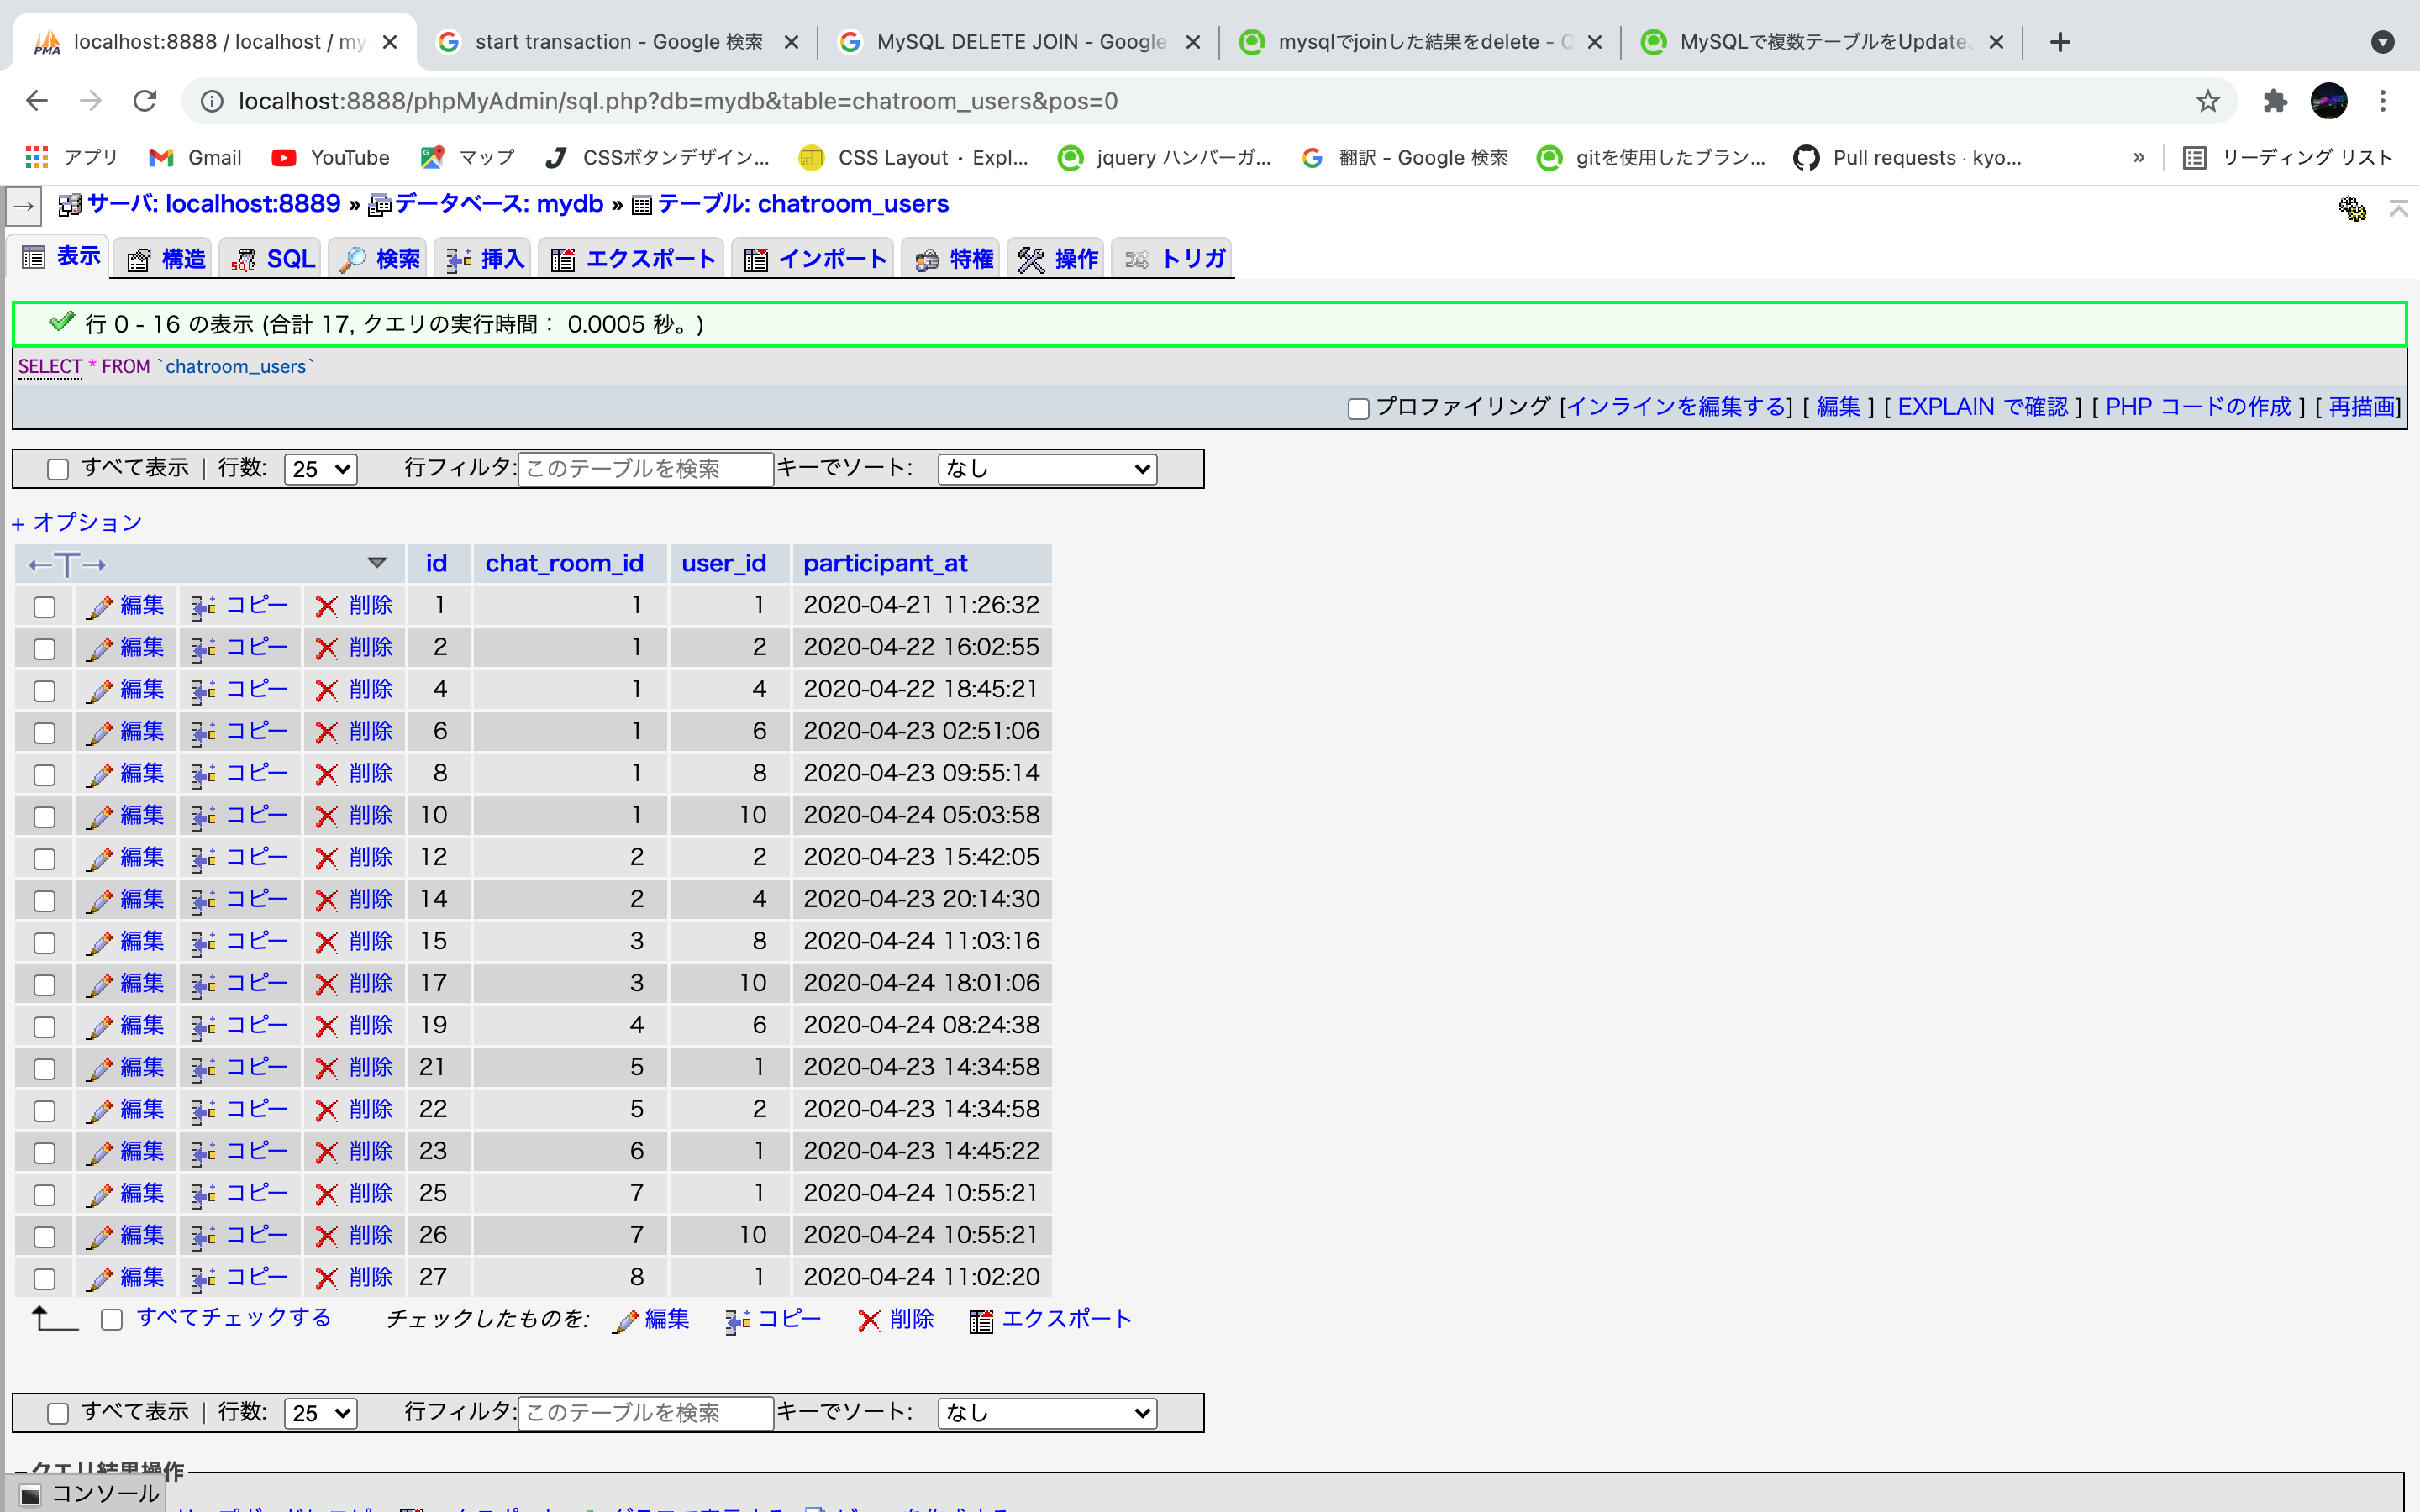 localhost:8888 / localhost / my
start transaction - Google 検索
MySQL DELETE JOIN - Google
mysqlでjoinした結果をdelete - Q
MySQLで複数テーブルをUpdate、
localhost:8888/phpMyAdmin/sql.php?db=mydb&table=chatroom_users&pos=0
アプリ Gmail YouTube マップ CSSボタンデザイン... CSS Layout・Expl... jquery ハンバーガ... 翻訳 - Google 検索 gitを使用したブラン... Pull requests · kyo... » リーディング リスト
サーバ: localhost:8889 » データベース: mydb » テーブル: chatroom_users
表示 構造 SQL 検索 挿入 エクスポート インポート 特権 操作 トリガ
行 0 - 16 の表示 (合計 17, クエリの実行時間： 0.0005 秒。)
SELECT * FROM `chatroom_users`
プロファイリング [インラインを編集する] [ 編集 ] [ EXPLAIN で確認 ] [ PHP コードの作成 ] [ 再描画]
すべて表示 | 行数: 25 行フィルタ: このテーブルを検索 キーでソート: なし
+ オプション
←T→ id chat_room_id user_id participant_at
編集 コピー 削除 1 1 1 2020-04-21 11:26:32
編集 コピー 削除 2 1 2 2020-04-22 16:02:55
編集 コピー 削除 4 1 4 2020-04-22 18:45:21
編集 コピー 削除 6 1 6 2020-04-23 02:51:06
編集 コピー 削除 8 1 8 2020-04-23 09:55:14
編集 コピー 削除 10 1 10 2020-04-24 05:03:58
編集 コピー 削除 12 2 2 2020-04-23 15:42:05
編集 コピー 削除 14 2 4 2020-04-23 20:14:30
編集 コピー 削除 15 3 8 2020-04-24 11:03:16
編集 コピー 削除 17 3 10 2020-04-24 18:01:06
編集 コピー 削除 19 4 6 2020-04-24 08:24:38
編集 コピー 削除 21 5 1 2020-04-23 14:34:58
編集 コピー 削除 22 5 2 2020-04-23 14:34:58
編集 コピー 削除 23 6 1 2020-04-23 14:45:22
編集 コピー 削除 25 7 1 2020-04-24 10:55:21
編集 コピー 削除 26 7 10 2020-04-24 10:55:21
編集 コピー 削除 27 8 1 2020-04-24 11:02:20
すべてチェックする チェックしたものを: 編集 コピー 削除 エクスポート
すべて表示 | 行数: 25 行フィルタ: このテーブルを検索 キーでソート: なし
クエリ結果操作
コンソール